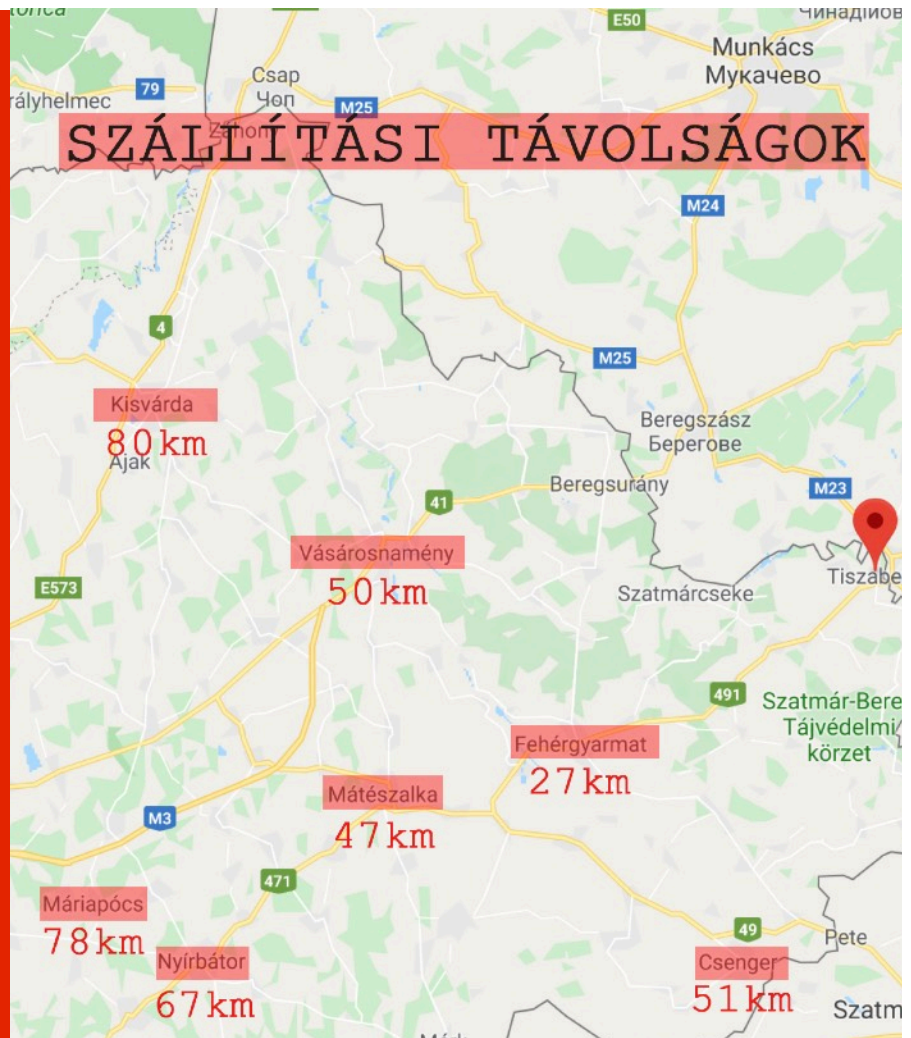 E50
Munkács
Мукачево
Csap
Чоп
79
M25
SZÁLLÍTÁSI TÁVOLSÁGOK
M24
4
M25
Kisvárda
80km
Ajak
Beregszász
Берегове
Beregsurány
M23
41
Vásárosnamény
50km
E573
Szatmárcseke
Tiszabe
491
Szatmár-Bere
Tájvédelmi
körzet
Fehérgyarmat
27km
Mátészalka
47km
M3
471
Máriapócs
78km
49
Pete
Nyírbátor
67km
Csenger
51km
Szatm